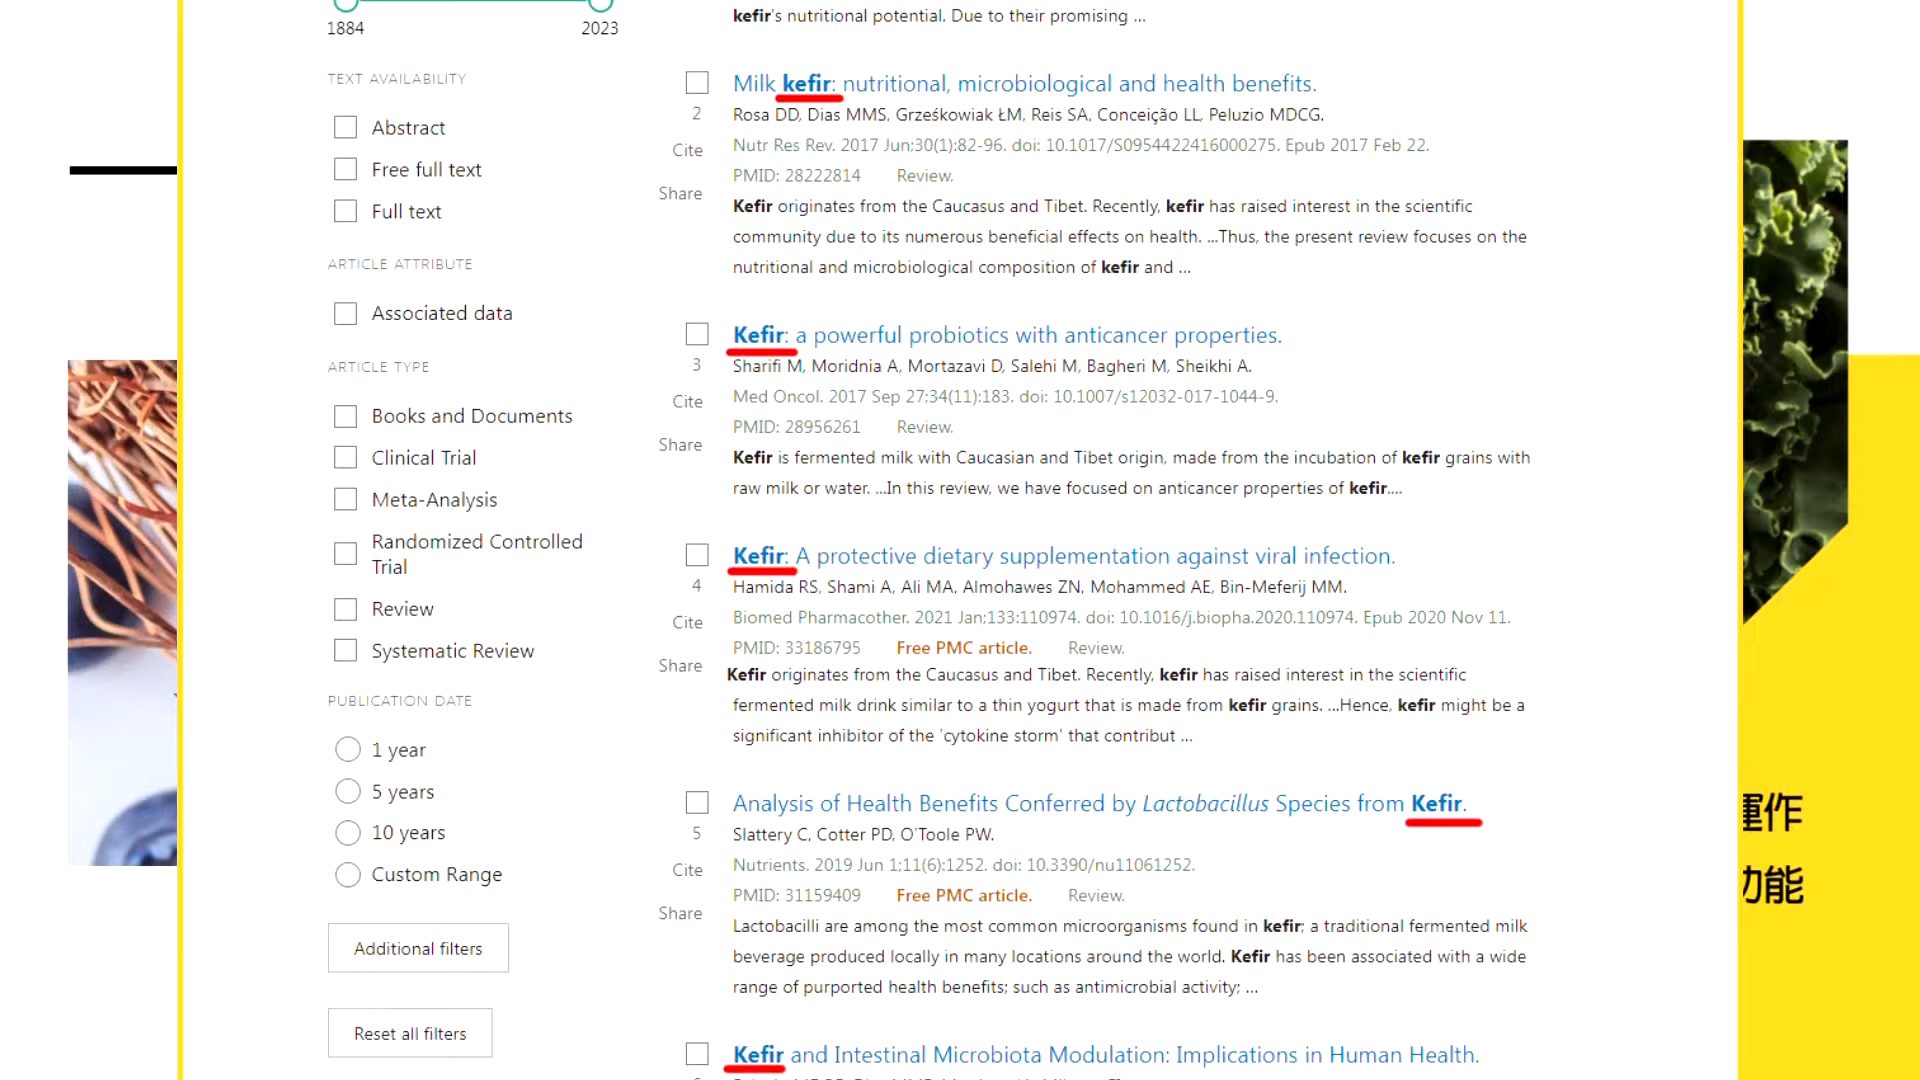 kefir's nutritional potential. Due to their promising ...
1884
2023
TEXT AVAILABILITY
Abstract
Free full text
Full text
ARTICLE ATTRIBUTE
Associated data
ARTICLE TYPE
Books and Documents
Clinical Trial
Meta-Analysis
Randomized Controlled
Trial
Review
Systematic Review
PUBLICATION DATE
1 year
5 years
10 years
Custom Range
Additional filters
Reset all filters
Milk kefir: nutritional, microbiological and health benefits.
2
Rosa DD, Dias MMS, Grześkowiak ŁM, Reis SA, Conceição LL, Peluzio MDCG.
Cite
Nutr Res Rev. 2017 Jun;30(1):82-96. doi: 10.1017/S0954422416000275. Epub 2017 Feb 22.
PMID: 28222814 Review.
Share
Kefir originates from the Caucasus and Tibet. Recently, kefir has raised interest in the scientific
community due to its numerous beneficial effects on health. ...Thus, the present review focuses on the
nutritional and microbiological composition of kefir and ...
Kefir: a powerful probiotics with anticancer properties.
3
Sharifi M, Moridnia A, Mortazavi D, Salehi M, Bagheri M, Sheikhi A.
Cite
Med Oncol. 2017 Sep 27;34(11):183. doi: 10.1007/s12032-017-1044-9.
PMID: 28956261 Review.
Share
Kefir is fermented milk with Caucasian and Tibet origin, made from the incubation of kefir grains with
raw milk or water. ...In this review, we have focused on anticancer properties of kefir....
Kefir: A protective dietary supplementation against viral infection.
4
Hamida RS, Shami A, Ali MA, Almohawes ZN, Mohammed AE, Bin-Meferij MM.
Cite
Biomed Pharmacother. 2021 Jan;133:110974. doi: 10.1016/j.biopha.2020.110974. Epub 2020 Nov 11.
PMID: 33186795 Free PMC article. Review.
Share
Kefir originates from the Caucasus and Tibet. Recently, kefir has raised interest in the scientific
fermented milk drink similar to a thin yogurt that is made from kefir grains. ...Hence, kefir might be a
significant inhibitor of the 'cytokine storm' that contribut ...
Analysis of Health Benefits Conferred by Lactobacillus Species from Kefir.
5
Slattery C, Cotter PD, O'Toole PW.
Cite
Nutrients. 2019 Jun 1;11(6):1252. doi: 10.3390/nu11061252.
PMID: 31159409 Free PMC article. Review.
Share
Lactobacilli are among the most common microorganisms found in kefir; a traditional fermented milk
beverage produced locally in many locations around the world. Kefir has been associated with a wide
range of purported health benefits; such as antimicrobial activity; ...
Kefir and Intestinal Microbiota Modulation: Implications in Human Health.
運作
功能